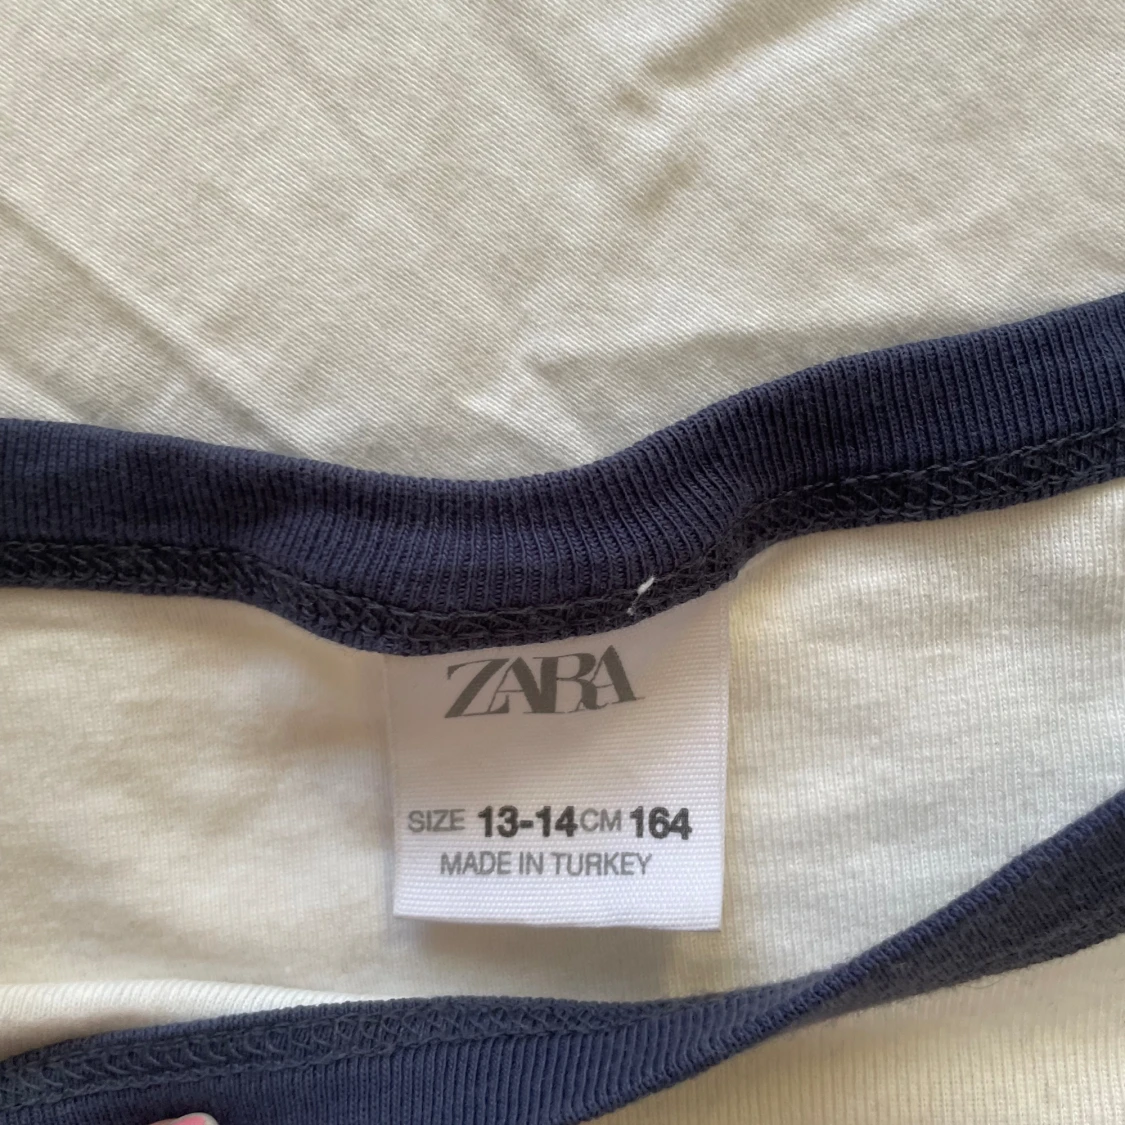 ZARA
SIZE 13-14 CM 164
MADE IN TURKEY